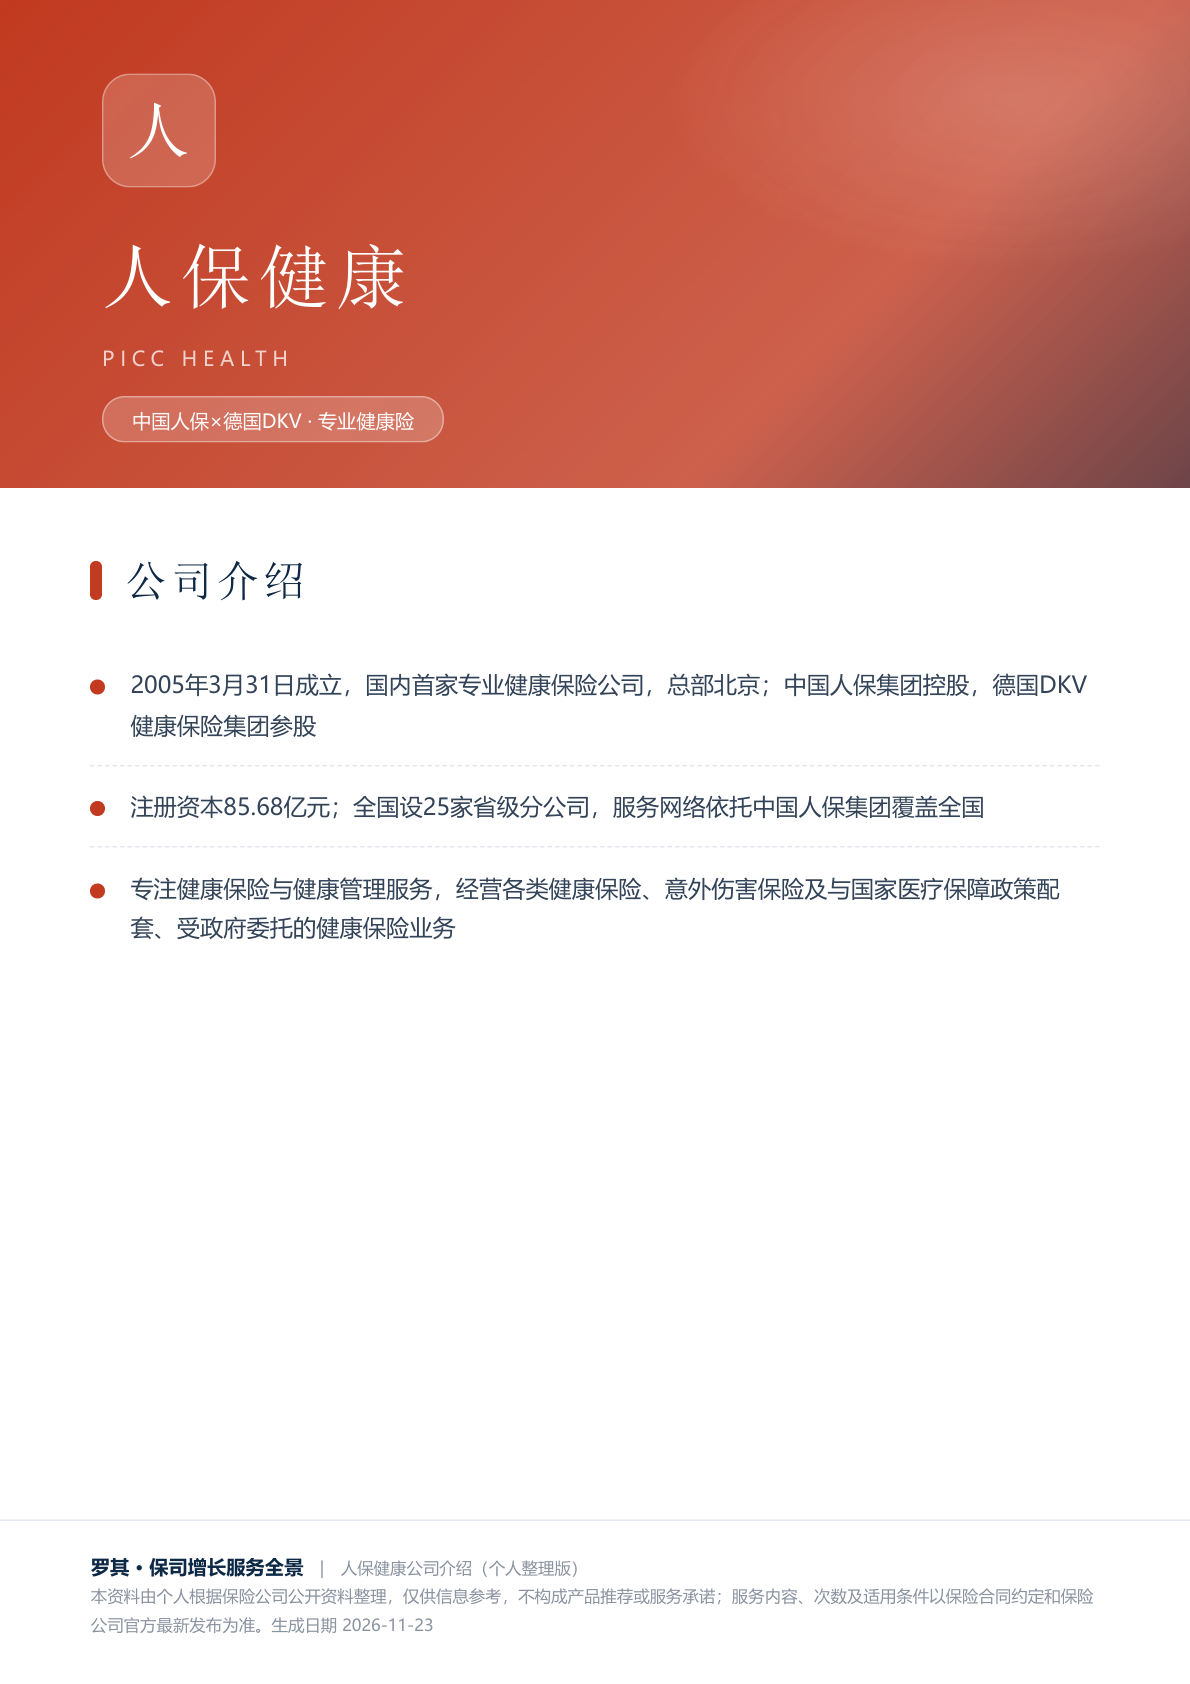 人
人保健康
PICC HEALTH
中国人保×德国DKV · 专业健康险
公司介绍
2005年3月31日成立，国内首家专业健康保险公司，总部北京；中国人保集团控股，德国DKV
健康保险集团参股
注册资本85.68亿元；全国设25家省级分公司，服务网络依托中国人保集团覆盖全国
专注健康保险与健康管理服务，经营各类健康保险、意外伤害保险及与国家医疗保障政策配
套、受政府委托的健康保险业务
罗其 · 保司增长服务全景 | 人保健康公司介绍（个人整理版）
本资料由个人根据保险公司公开资料整理，仅供信息参考，不构成产品推荐或服务承诺；服务内容、次数及适用条件以保险合同约定和保险
公司官方最新发布为准。生成日期 2026-11-23